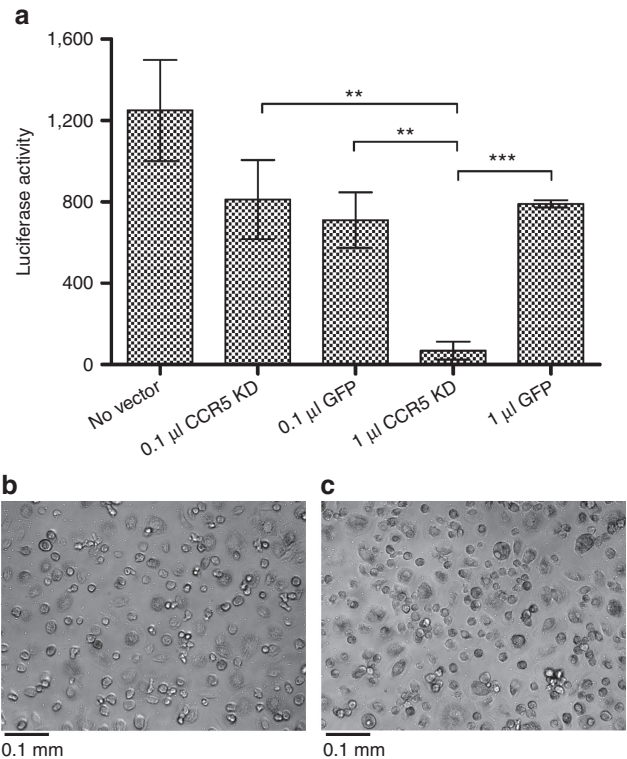 a
1,600
1,200
800
400
0
Luciferase activity
**
**
***
No vector
0.1 µl CCR5 KD
0.1 µl GFP
1 µl CCR5 KD
1 µl GFP
b
c
0.1 mm
0.1 mm